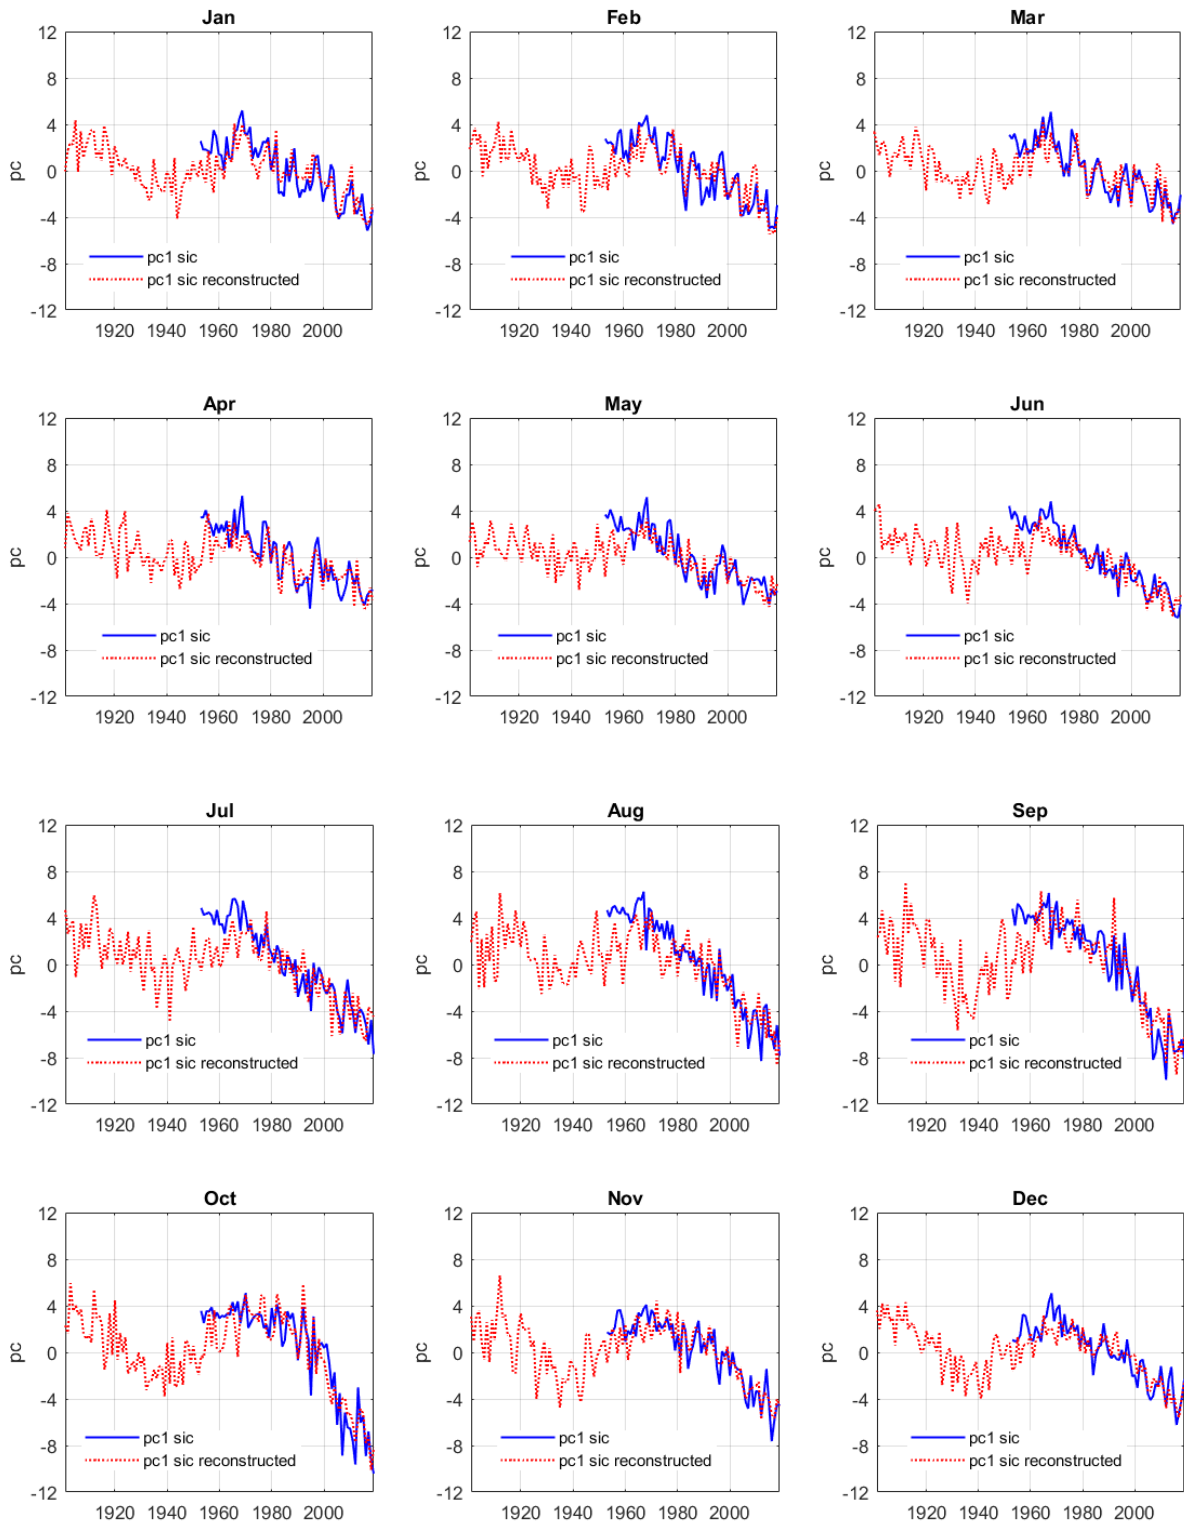 Jan Feb Mar
12 12 12
8 8 8
4 4 4
pc 0 pc 0 pc 0
-4 -4 -4
pc1 sic pc1 sic pc1 sic
-8 -8 -8
pc1 sic reconstructed pc1 sic reconstructed pc1 sic reconstructed
-12 -12 -12
1920 1940 1960 1980 2000 1920 1940 1960 1980 2000 1920 1940 1960 1980 2000
Apr May Jun
12 12 12
8 8 8
4 4 4
pc 0 pc 0 pc 0
-4 -4 -4
pc1 sic pc1 sic pc1 sic
-8 -8 -8
pc1 sic reconstructed pc1 sic reconstructed pc1 sic reconstructed
-12 -12 -12
1920 1940 1960 1980 2000 1920 1940 1960 1980 2000 1920 1940 1960 1980 2000
Jul Aug Sep
12 12 12
8 8 8
4 4 4
pc 0 pc 0 pc 0
-4 -4 -4
pc1 sic pc1 sic pc1 sic
-8 -8 -8
pc1 sic reconstructed pc1 sic reconstructed pc1 sic reconstructed
-12 -12 -12
1920 1940 1960 1980 2000 1920 1940 1960 1980 2000 1920 1940 1960 1980 2000
Oct Nov Dec
12 12 12
8 8 8
4 4 4
pc 0 pc 0 pc 0
-4 -4 -4
pc1 sic pc1 sic pc1 sic
-8 -8 -8
pc1 sic reconstructed pc1 sic reconstructed pc1 sic reconstructed
-12 -12 -12
1920 1940 1960 1980 2000 1920 1940 1960 1980 2000 1920 1940 1960 1980 2000